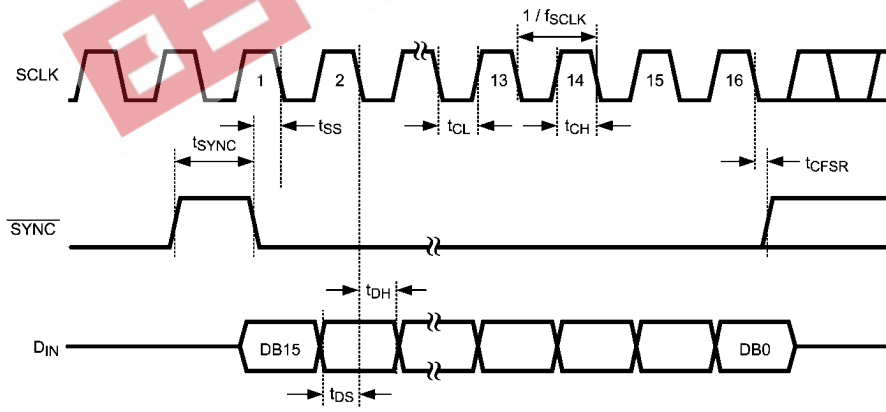 1 / fSCLK
SCLK
1 2 13 14 15 16
tSS tCL tCH
tSYNC
tCFSR
SYNC
tDH
DIN
DB15 DB0
tDS